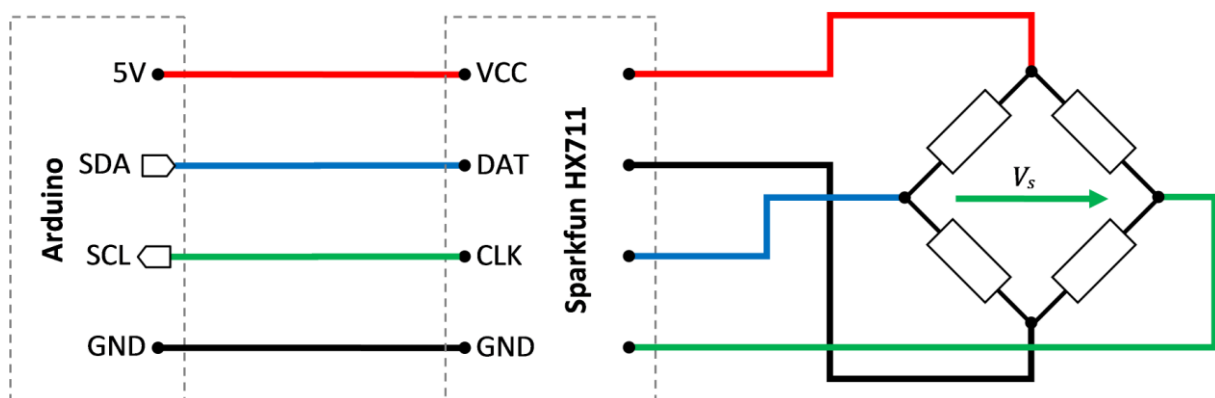 5V
VCC
SDA
DAT
SCL
CLK
GND
GND
Arduino
Sparkfun HX711
Vs